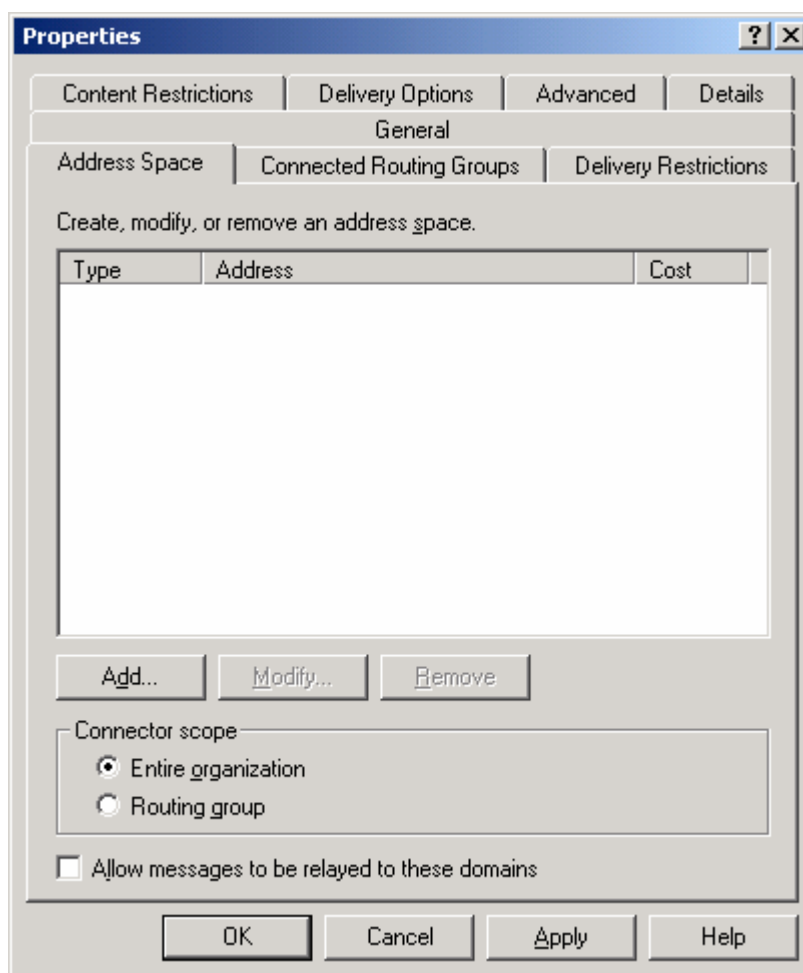 Properties
Content Restrictions Delivery Options Advanced Details
General
Address Space Connected Routing Groups Delivery Restrictions
Create, modify, or remove an address space.
Type Address Cost
Add... Modify... Remove
Connector scope
Entire organization
Routing group
Allow messages to be relayed to these domains
OK Cancel Apply Help